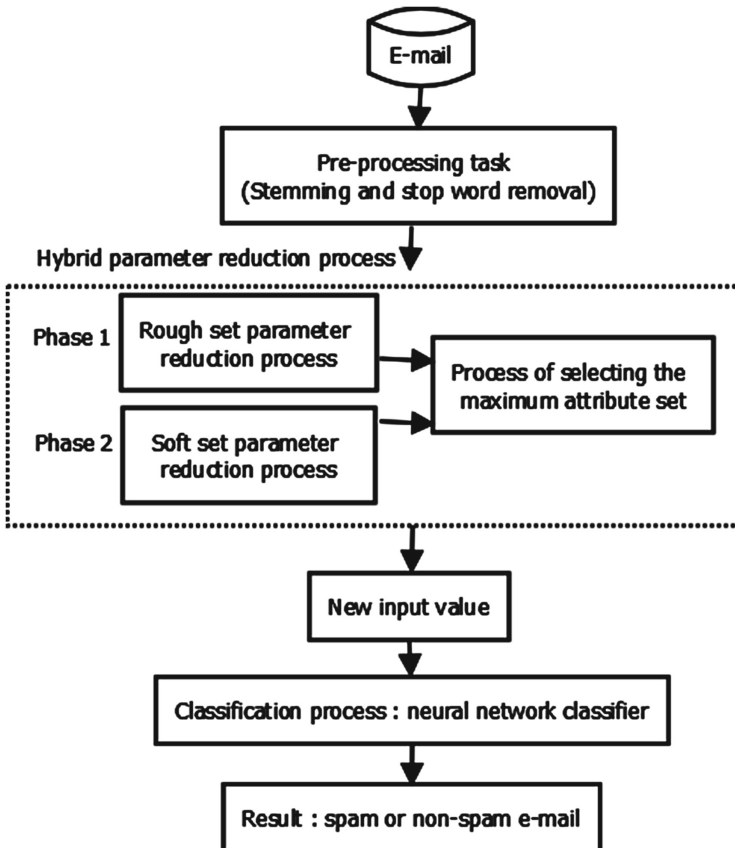 E-mail
Pre-processing task
(Stemming and stop word removal)
Hybrid parameter reduction process
Phase 1
Rough set parameter
reduction process
Process of selecting the
maximum attribute set
Phase 2
Soft set parameter
reduction process
New input value
Classification process : neural network classifier
Result : spam or non-spam e-mail